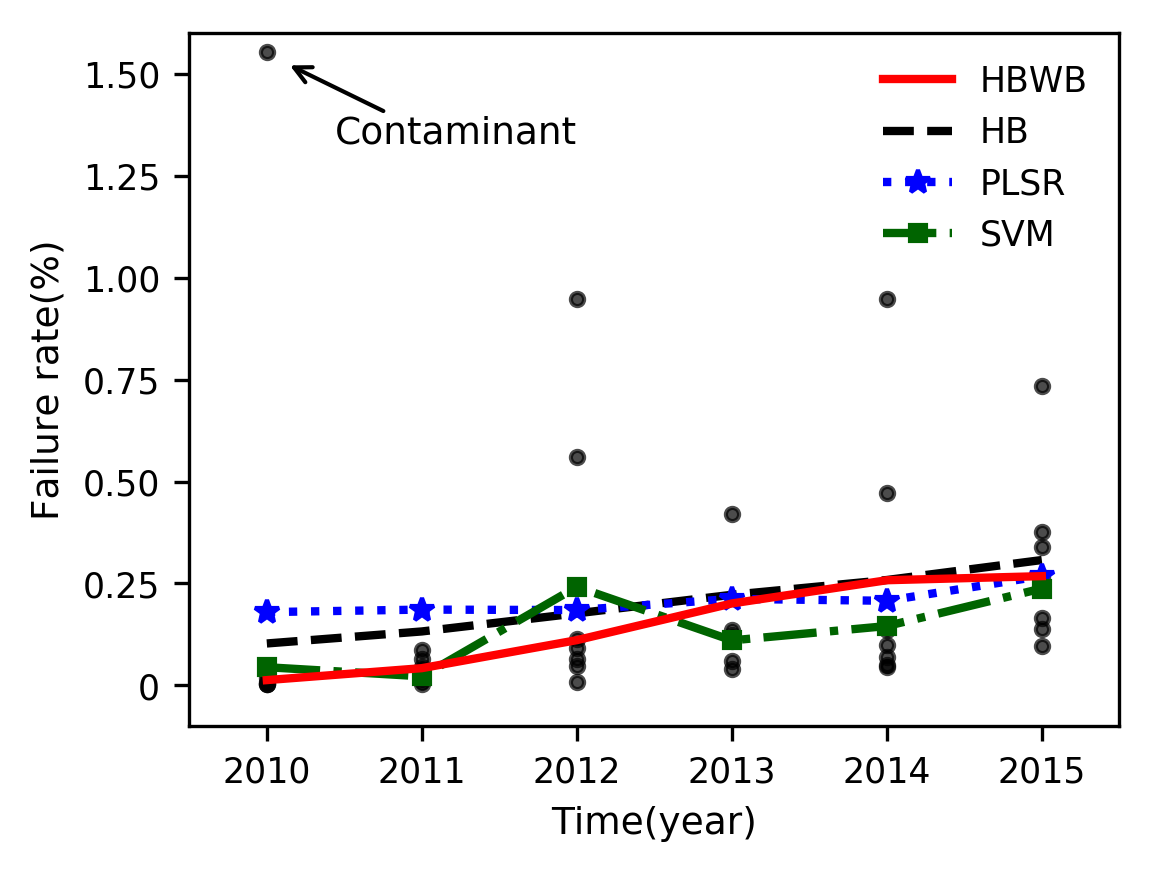 1.50
1.25
1.00
0.75
0.50
0.25
0
Failure rate(%)
Contaminant
HBWB
HB
PLSR
SVM
2010 2011 2012 2013 2014 2015
Time(year)